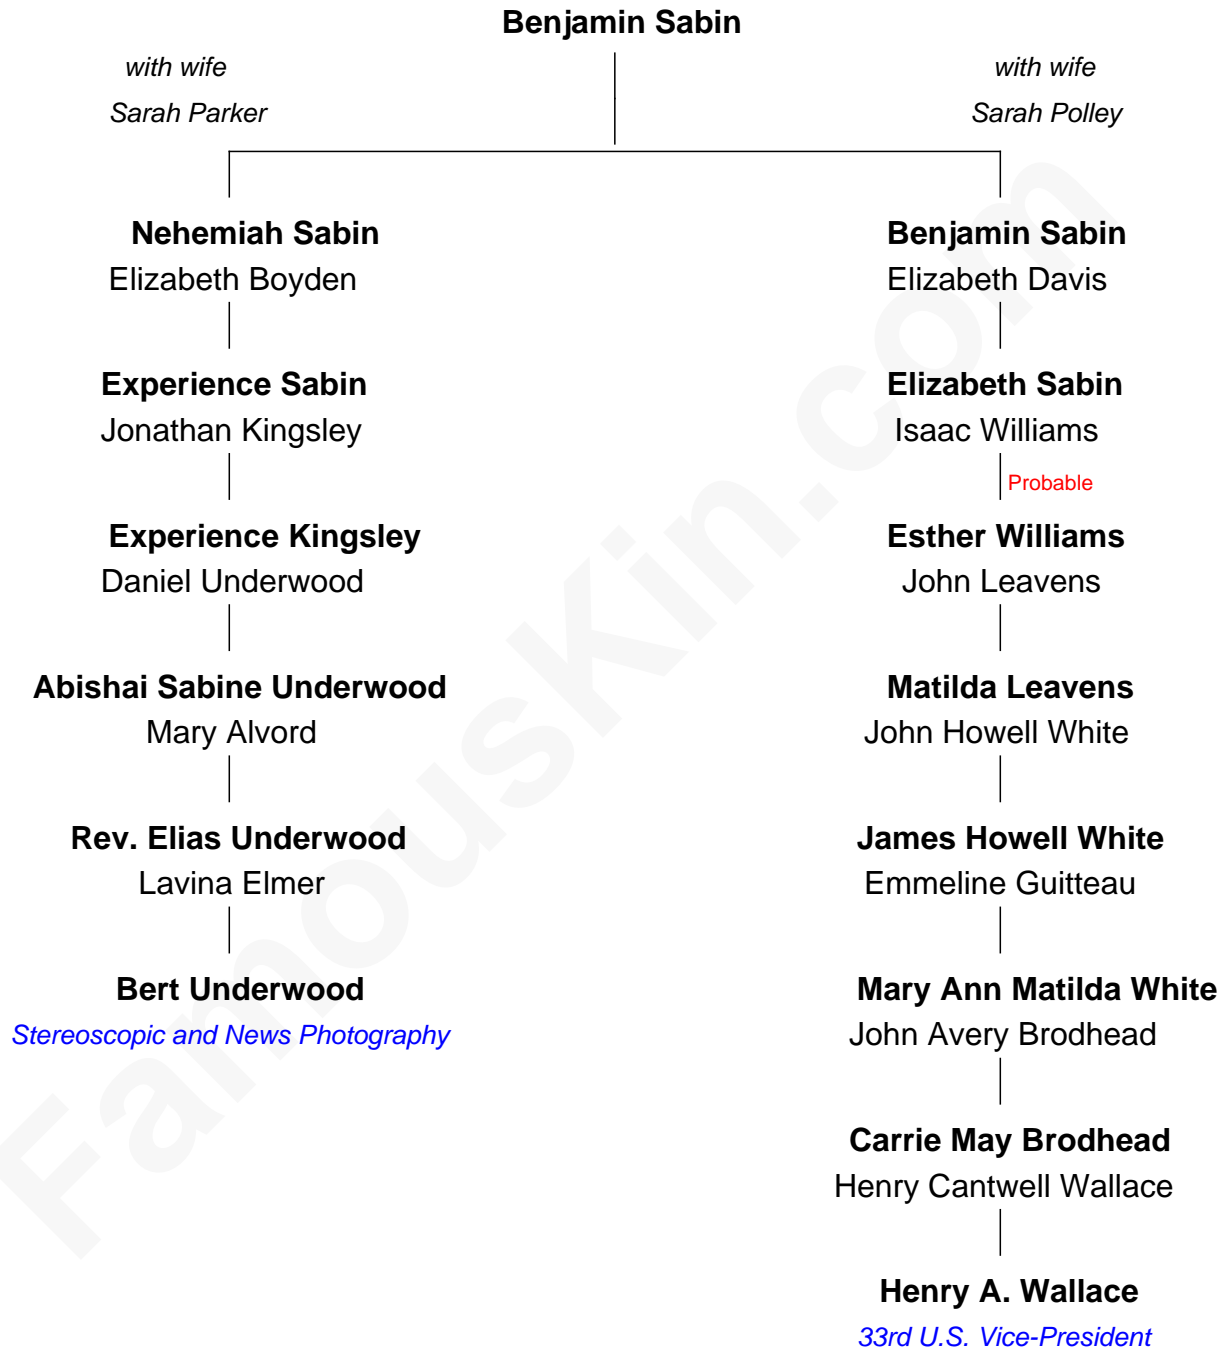 Benjamin Sabin
with wife
Sarah Parker
with wife
Sarah Polley
Nehemiah Sabin
Elizabeth Boyden
Benjamin Sabin
Elizabeth Davis
Experience Sabin
Jonathan Kingsley
Elizabeth Sabin
Isaac Williams
Probable
Experience Kingsley
Daniel Underwood
Esther Williams
John Leavens
Abishai Sabine Underwood
Mary Alvord
Matilda Leavens
John Howell White
Rev. Elias Underwood
Lavina Elmer
James Howell White
Emmeline Guitteau
Bert Underwood
Stereoscopic and News Photography
Mary Ann Matilda White
John Avery Brodhead
Carrie May Brodhead
Henry Cantwell Wallace
Henry A. Wallace
33rd U.S. Vice-President
FamousKin.com